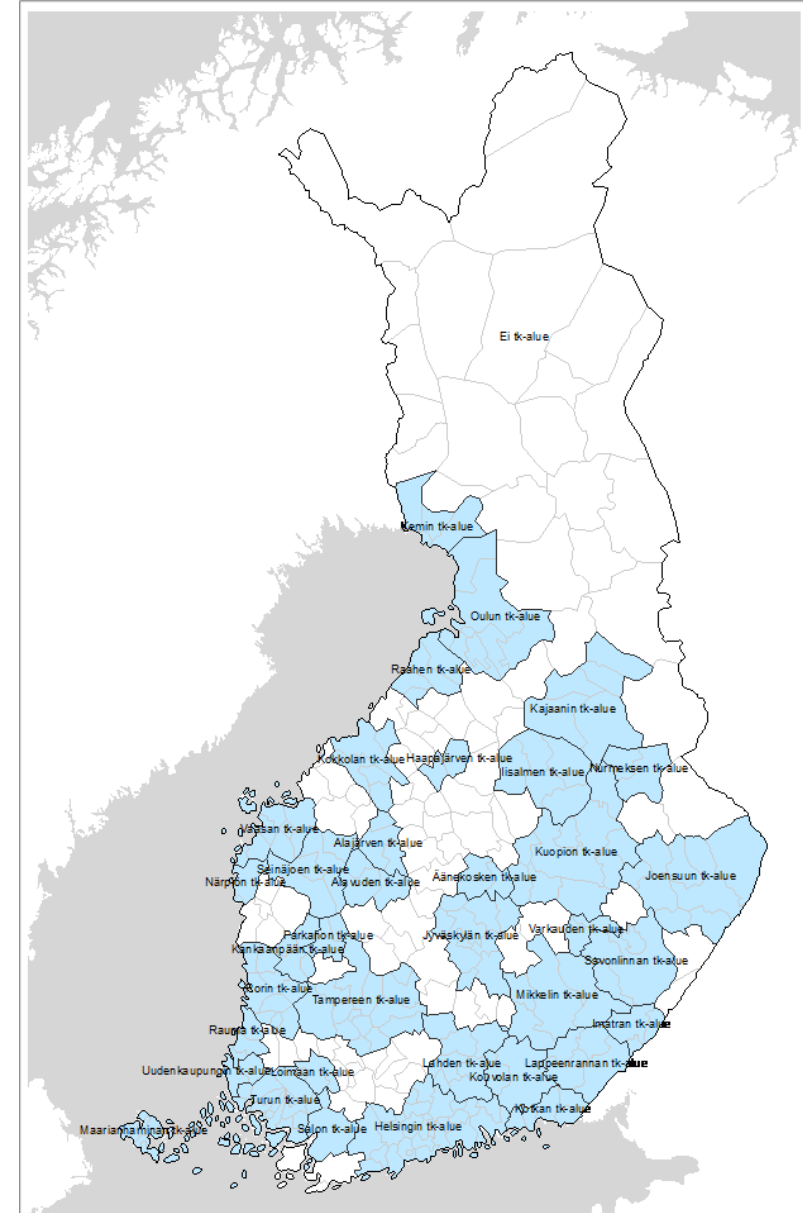 Ei tk-alue
Kemin tk-alue
Oulun tk-alue
Raahen tk-alue
Kajaanin tk-alue
Kokkolan tk-alue
Haapajärven tk-alue
Iisalmen tk-alue
Nurmeksen tk-alue
Vaasan tk-alue
Alajärven tk-alue
Kuopion tk-alue
Seinäjoen tk-alue
Närpiön tk-alue
Alavuden tk-alue
Äänekosken tk-alue
Joensuun tk-alue
Parkanon tk-alue
Jyväskylän tk-alue
Varkauden tk-alue
Kankaanpään tk-alue
Savonlinnan tk-alue
Porin tk-alue
Tampereen tk-alue
Mikkelin tk-alue
Rauma tk-alue
Imatran tk-alue
Uudenkaupungin tk-alue
Loimaan tk-alue
Lahden tk-alue
Lappeenrannan tk-alue
Kouvolan tk-alue
Turun tk-alue
Kotkan tk-alue
Maarianhaminan tk-alue
Salon tk-alue
Helsingin tk-alue